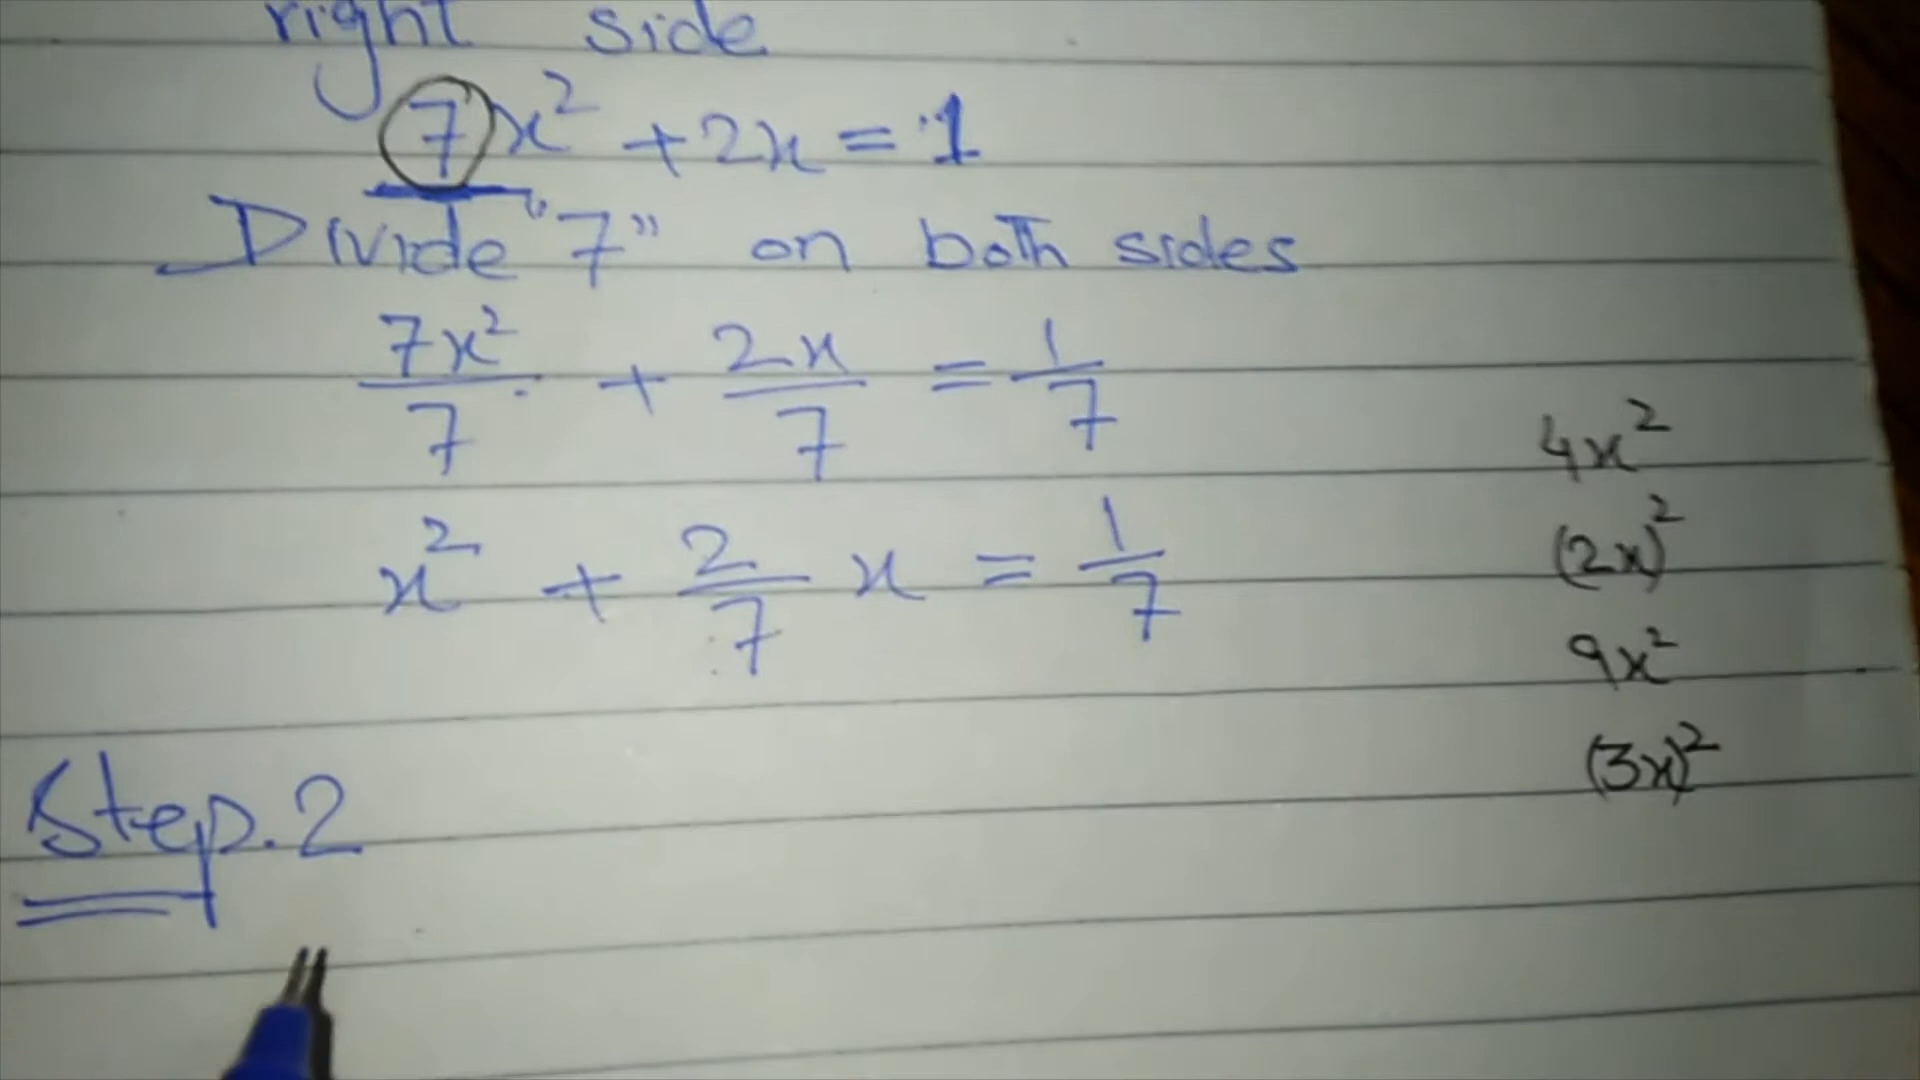 right side
7x² + 2x = 1
Divide "7" on both sides
7x²/7 + 2x/7 = 1/7
x² + 2/7 x = 1/7
4x²
(2x)²
9x²
(3x)²
Step.2